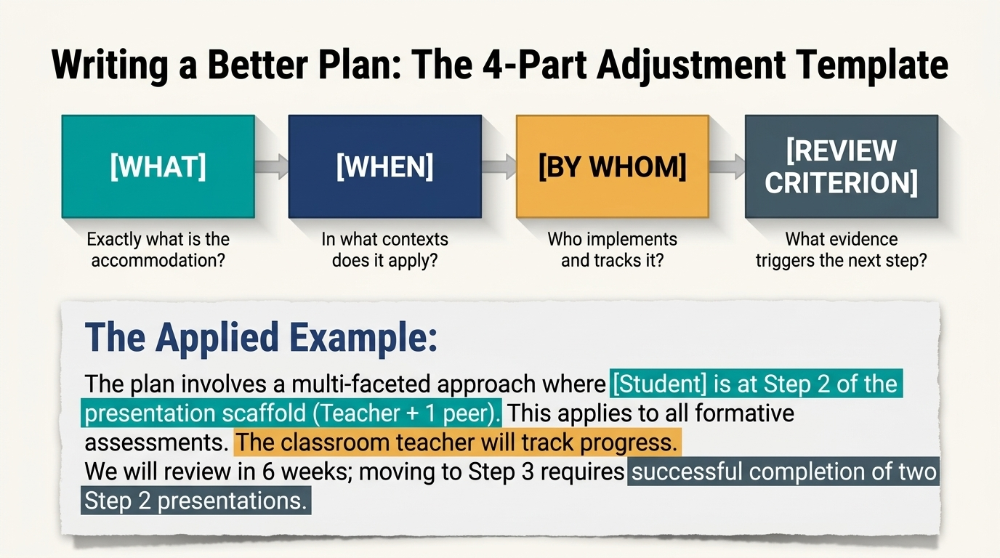 Writing a Better Plan: The 4-Part Adjustment Template
[WHAT]
[WHEN]
[BY WHOM]
[REVIEW
CRITERION]
Exactly what is the
accommodation?
In what contexts
does it apply?
Who implements
and tracks it?
What evidence
triggers the next step?
The Applied Example:
The plan involves a multi-faceted approach where [Student] is at Step 2 of the
presentation scaffold (Teacher + 1 peer). This applies to all formative
assessments. The classroom teacher will track progress.
We will review in 6 weeks; moving to Step 3 requires successful completion of two
Step 2 presentations.